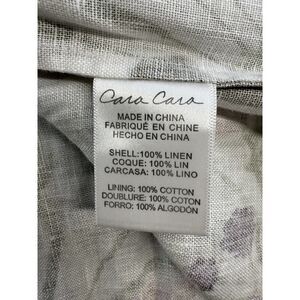 Cara Cara
MADE IN CHINA
FABRIQUÉ EN CHINE
HECHO EN CHINA
SHELL:100% LINEN
COQUE: 100% LIN
CARCASA: 100% LINO
LINING: 100% COTTON
DOUBLURE: 100% COTON
FORRO: 100% ALGODÓN